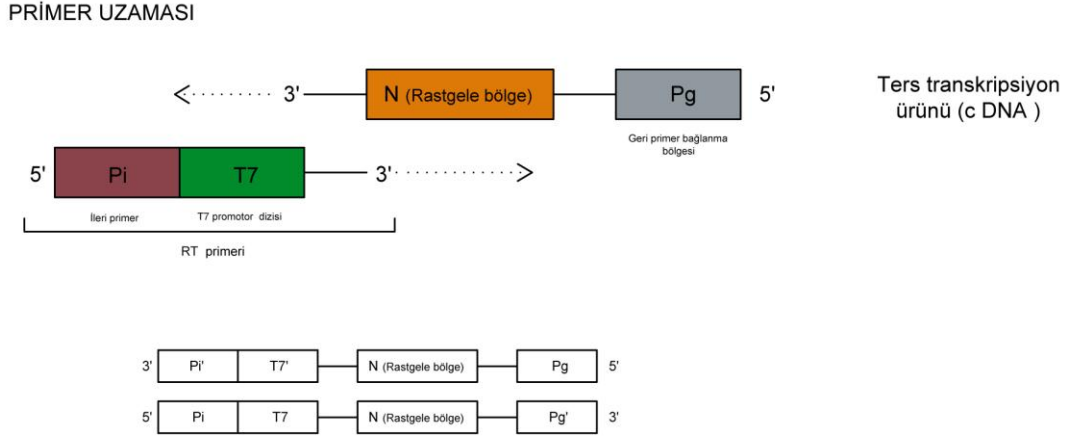 PRİMER UZAMASI
3' N (Rastgele bölge) Pg 5'
Ters transkripsiyon
ürünü (c DNA )
Geri primer bağlanma
bölgesi
5' Pi T7 3'
İleri primer T7 promotor dizisi
RT primeri
3' Pi' T7' N (Rastgele bölge) Pg 5'
5' Pi T7 N (Rastgele bölge) Pg' 3'